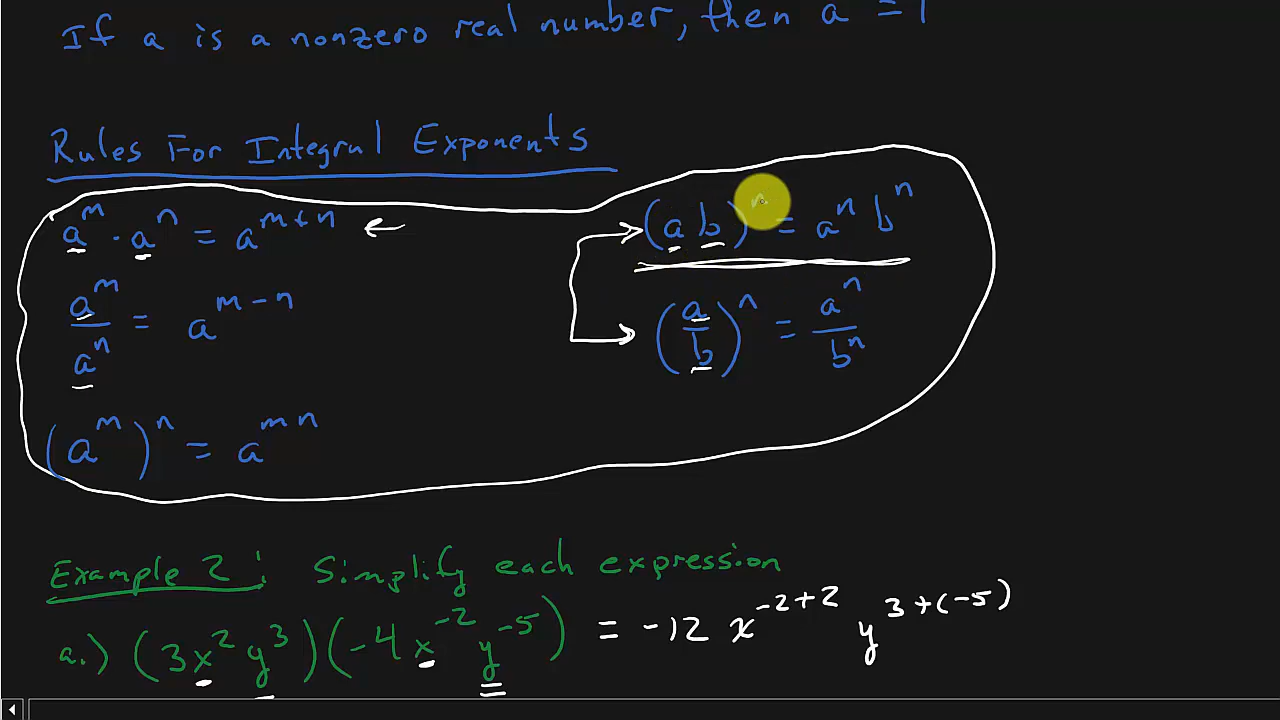 If a is a nonzero real number, then a = 1
Rules For Integral Exponents
a^m · a^n = a^(m+n) ←
a^m / a^n = a^(m-n)
(a^m)^n = a^(mn)
(ab)^n = a^n b^n
(a/b)^n = a^n / b^n
Example 2: Simplify each expression
a.) (3x^2 y^3)(-4x^-2 y^-5) = -12 x^(-2+2) y^(3+(-5))